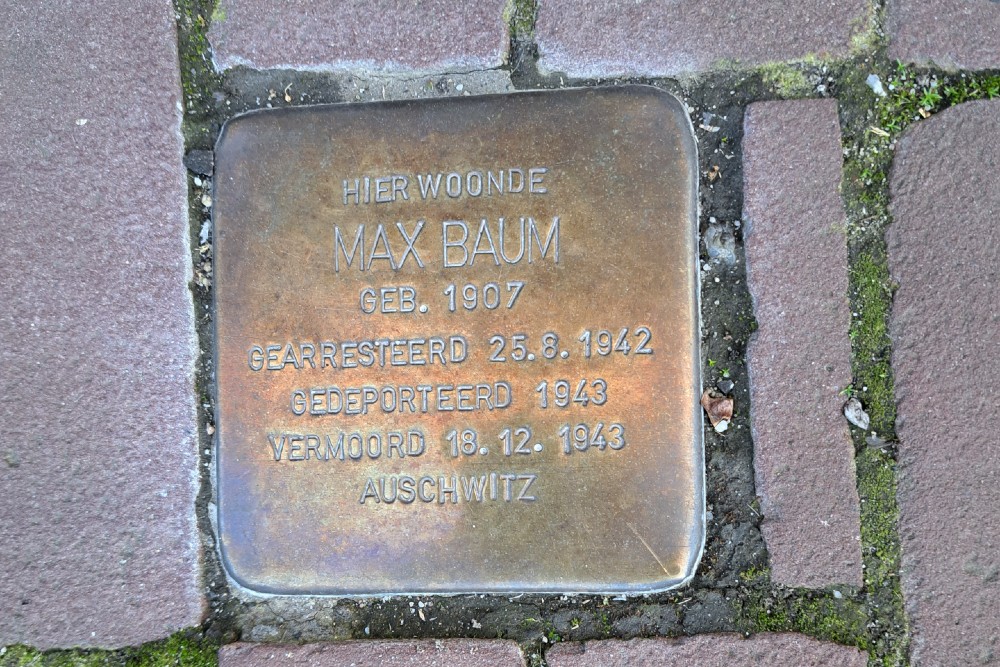 HIER WOONDE
MAX BAUM
GEB. 1907
GEARRESTEERD 25.8.1942
GEDEPORTEERD 1943
VERMOORD 18.12.1943
AUSCHWITZ